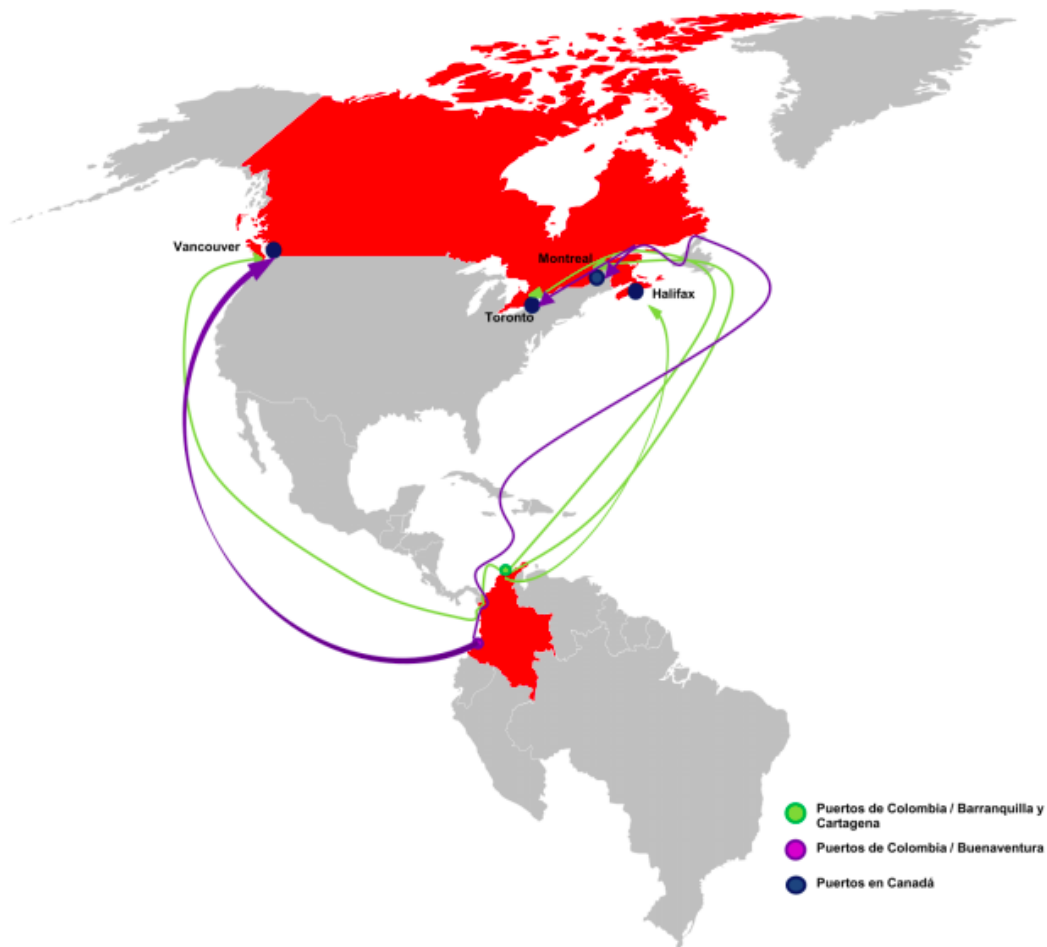 Vancouver
Montreal
Halifax
Toronto
Puertos de Colombia / Barranquilla y
Cartagena
Puertos de Colombia / Buenaventura
Puertos en Canadá